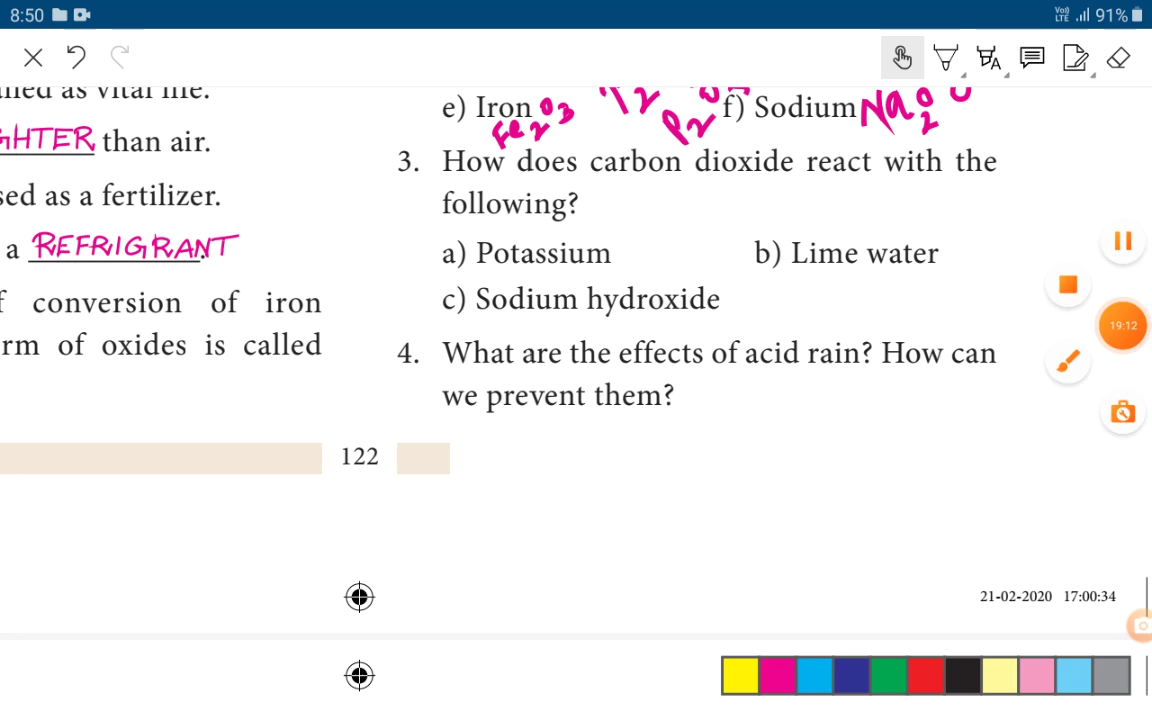 8:50
Vo) LTE 91%
as vital
GHTER than air.
sed as a fertilizer.
a REFRIGRANT.
f conversion of iron
rm of oxides is called
e) Iron Fe2O3
P2
f) Sodium Na2O
3. How does carbon dioxide react with the
following?
a) Potassium b) Lime water
c) Sodium hydroxide
4. What are the effects of acid rain? How can
we prevent them?
19:12
122
21-02-2020 17:00:34